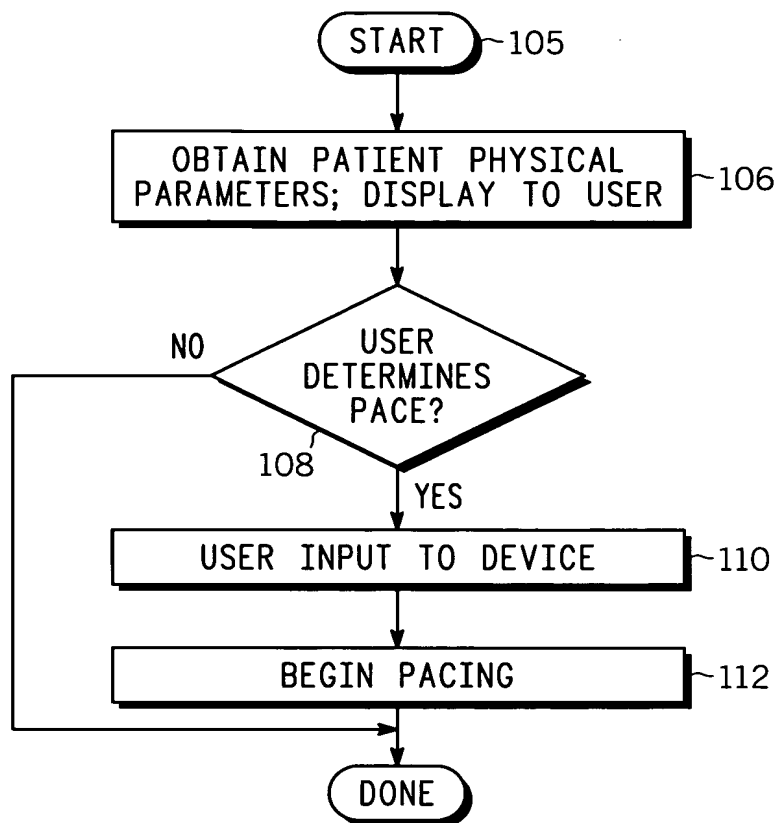 START
105
OBTAIN PATIENT PHYSICAL
PARAMETERS; DISPLAY TO USER
106
NO
USER
DETERMINES
PACE?
108
YES
USER INPUT TO DEVICE
110
BEGIN PACING
112
DONE